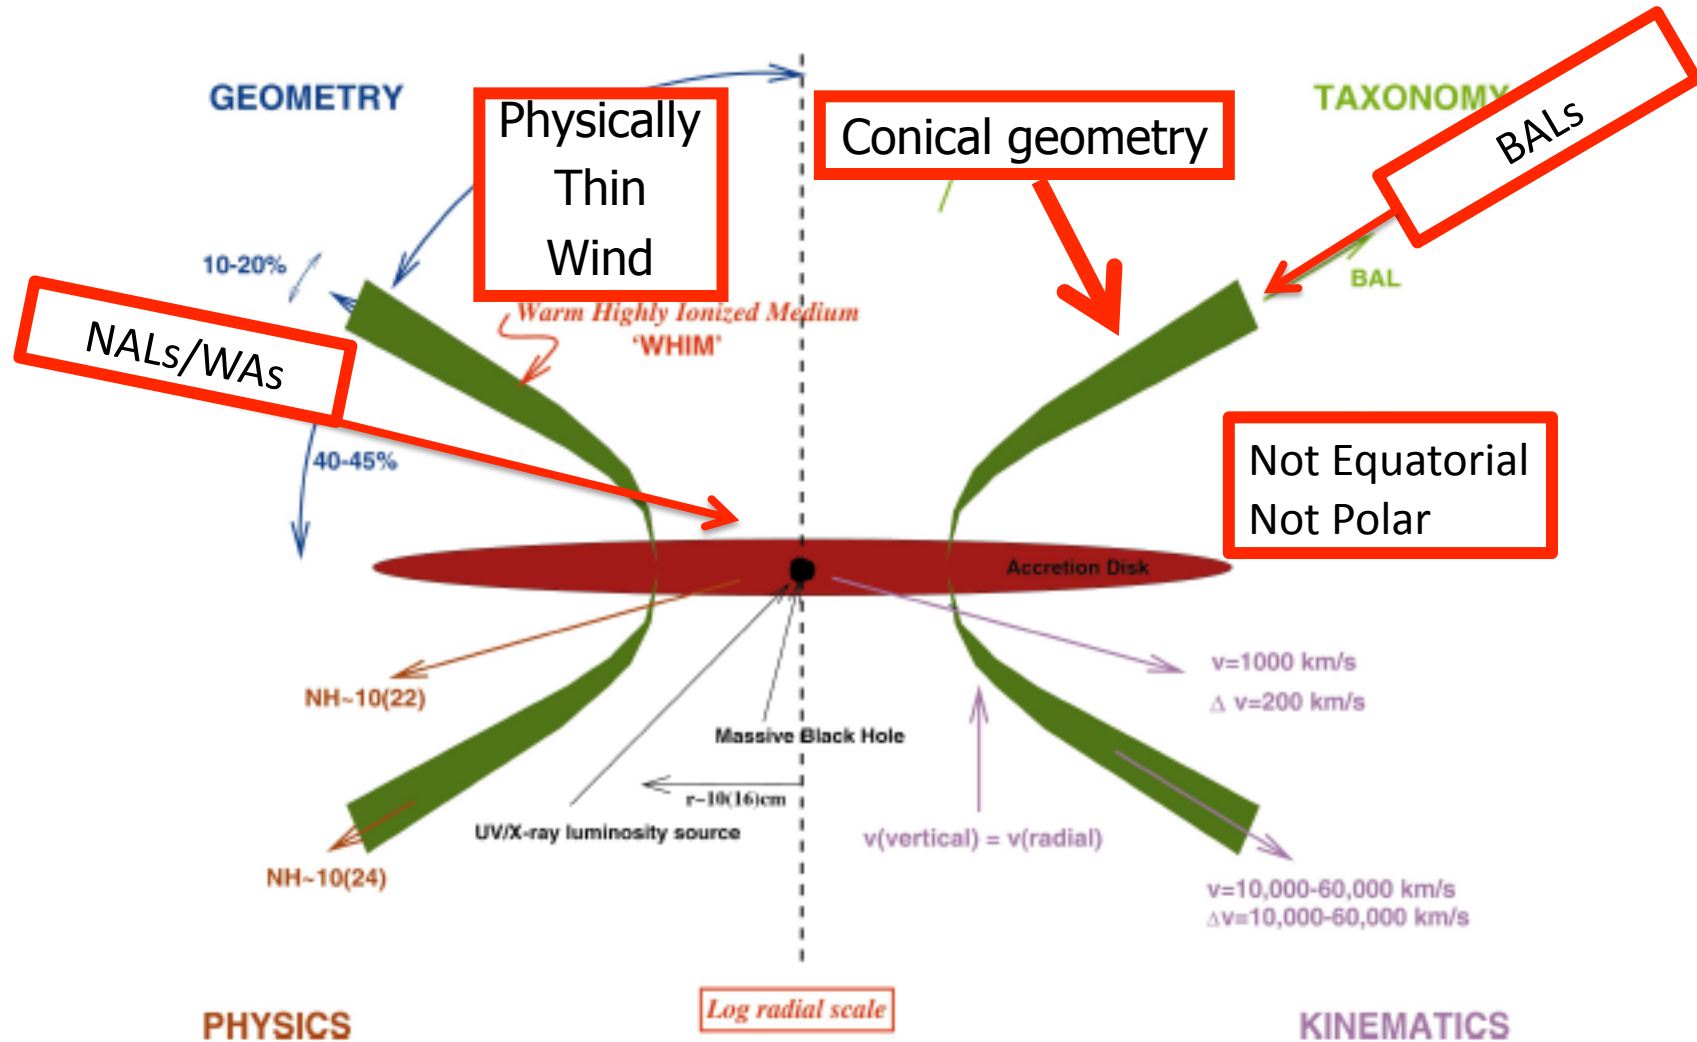 GEOMETRY
TAXONOMY
Physically
Thin
Wind
Conical geometry
BALs
10-20%
BAL
Warm Highly Ionized Medium
'WHIM'
NALs/WAs
40-45%
Not Equatorial
Not Polar
Accretion Disk
v=1000 km/s
Δ v=200 km/s
NH~10(22)
Massive Black Hole
r~10(16)cm
UV/X-ray luminosity source
v(vertical) = v(radial)
NH~10(24)
v=10,000-60,000 km/s
Δv=10,000-60,000 km/s
Log radial scale
PHYSICS
KINEMATICS